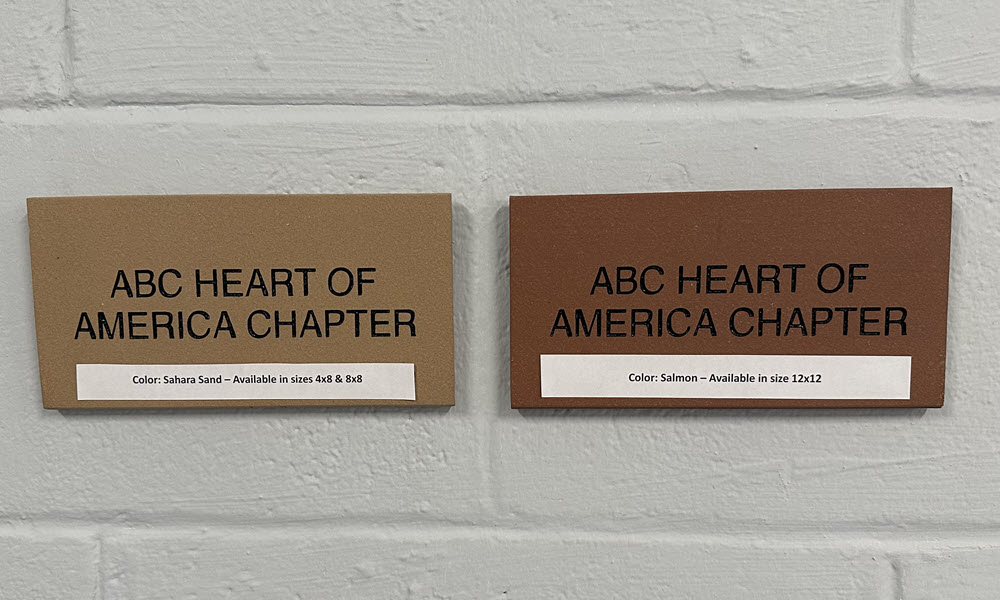 ABC HEART OF
AMERICA CHAPTER
Color: Sahara Sand – Available in sizes 4x8 & 8x8
ABC HEART OF
AMERICA CHAPTER
Color: Salmon – Available in size 12x12